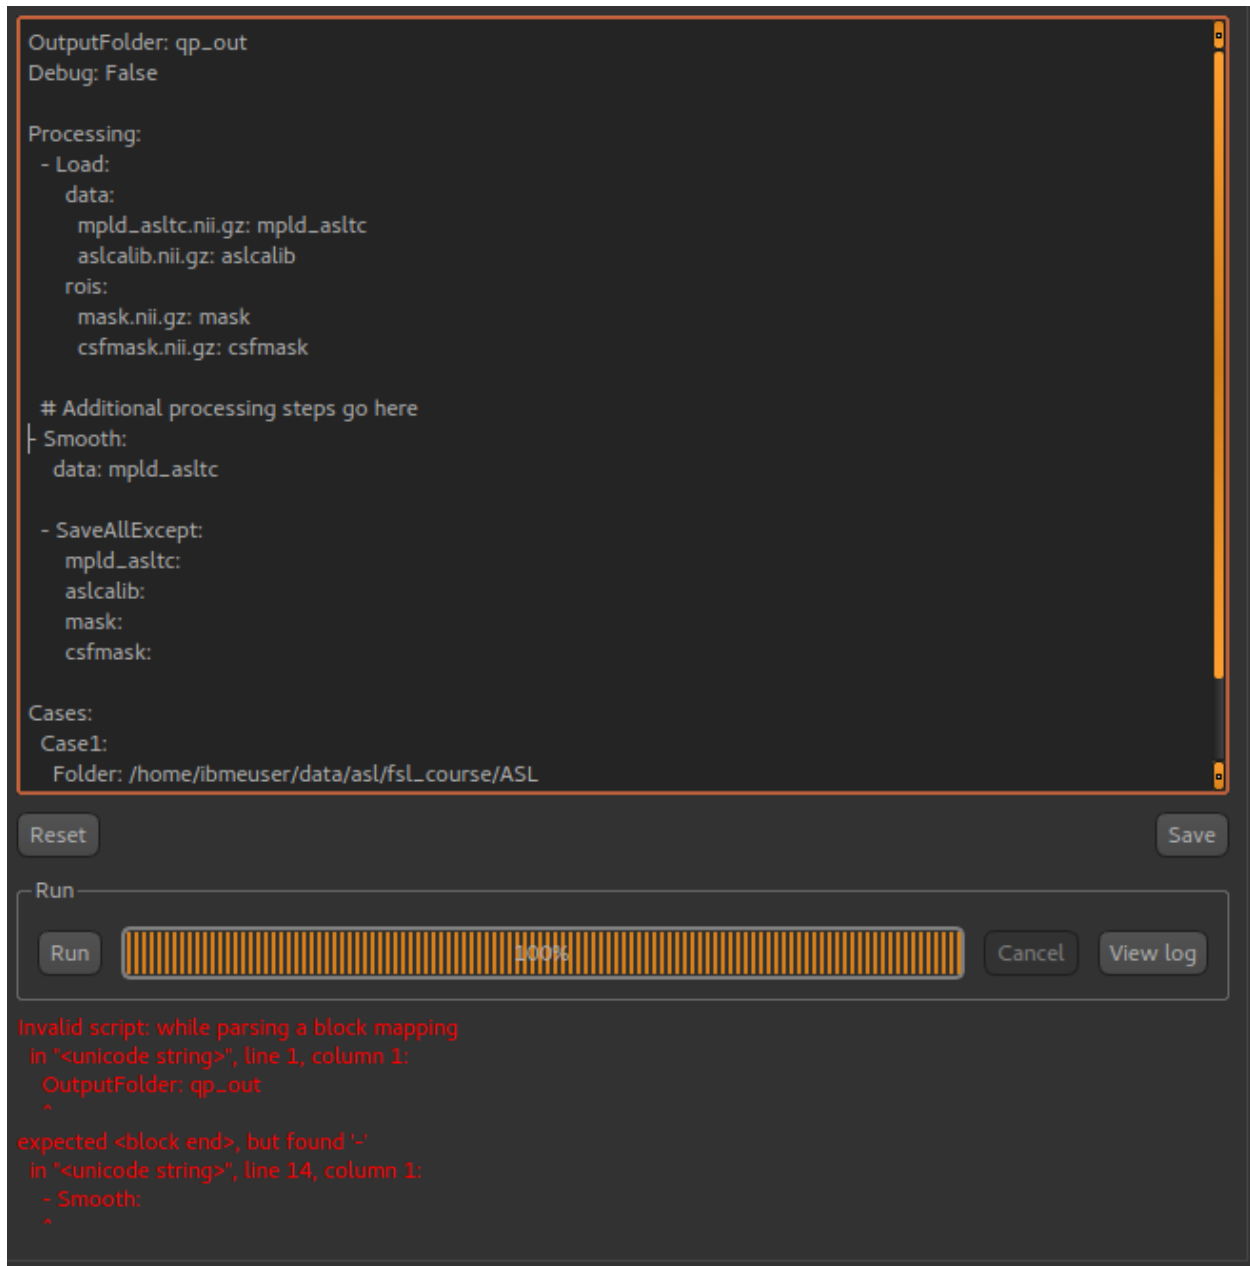 OutputFolder: qp_out
Debug: False
Processing:
- Load:
data:
mpld_asltc.nii.gz: mpld_asltc
aslcalib.nii.gz: aslcalib
rois:
mask.nii.gz: mask
csfmask.nii.gz: csfmask
# Additional processing steps go here
- Smooth:
data: mpld_asltc
- SaveAllExcept:
mpld_asltc:
aslcalib:
mask:
csfmask:
Cases:
Case1:
Folder: /home/ibmeuser/data/asl/fsl_course/ASL
Reset Save
Run
Run 100% Cancel View log
Invalid script: while parsing a block mapping
in "<unicode string>", line 1, column 1:
OutputFolder: qp_out
^
expected <block end>, but found '-'
in "<unicode string>", line 14, column 1:
- Smooth:
^